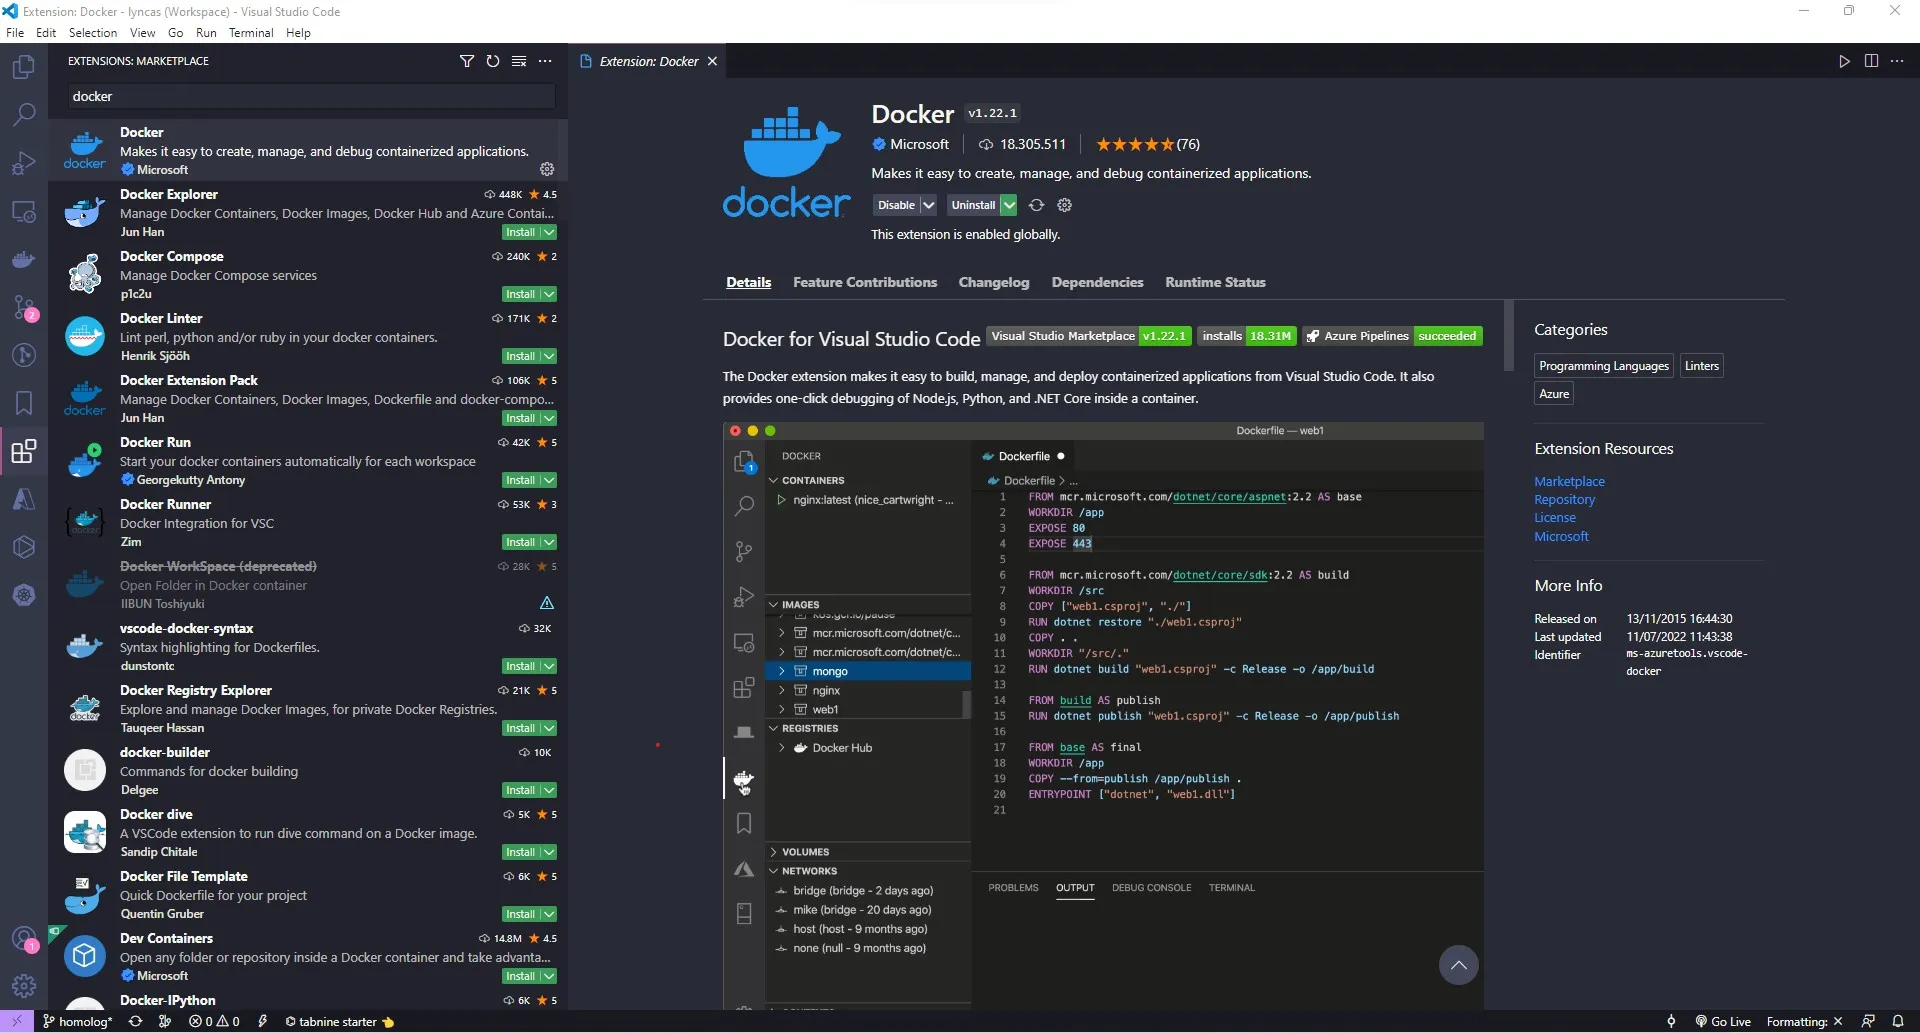 Extension: Docker - lyncas (Workspace) - Visual Studio Code
File Edit Selection View Go Run Terminal Help
EXTENSIONS: MARKETPLACE
docker
Docker
Makes it easy to create, manage, and debug containerized applications.
Microsoft
Docker Explorer 448K ★ 4.5
Manage Docker Containers, Docker Images, Docker Hub and Azure Contai...
Jun Han Install
Docker Compose 240K ★ 2
Manage Docker Compose services
p1c2u Install
Docker Linter 171K ★ 2
Lint perl, python and/or ruby in your docker containers.
Henrik Sjööh Install
Docker Extension Pack 106K ★ 5
Manage Docker Containers, Docker Images, Dockerfile and docker-compo...
Jun Han Install
Docker Run 42K ★ 5
Start your docker containers automatically for each workspace
Georgekutty Antony Install
Docker Runner 53K ★ 3
Docker Integration for VSC
Zim Install
Docker WorkSpace (deprecated) 28K ★ 5
Open Folder in Docker container
IIBUN Toshiyuki
vscode-docker-syntax 32K
Syntax highlighting for Dockerfiles.
dunstontc Install
Docker Registry Explorer 21K ★ 5
Explore and manage Docker Images, for private Docker Registries.
Tauqeer Hassan Install
docker-builder 10K
Commands for docker building
Delgee Install
Docker dive 5K ★ 5
A VSCode extension to run dive command on a Docker image.
Sandip Chitale Install
Docker File Template 6K ★ 5
Quick Dockerfile for your project
Quentin Gruber Install
Dev Containers 14.8M ★ 4.5
Open any folder or repository inside a Docker container and take advanta...
Microsoft Install
Docker-IPython 6K ★ 5
Extension: Docker
docker
Docker v1.22.1
Microsoft 18.305.511 ★★★★★(76)
Makes it easy to create, manage, and debug containerized applications.
Disable Uninstall
This extension is enabled globally.
Details Feature Contributions Changelog Dependencies Runtime Status
Docker for Visual Studio Code Visual Studio Marketplace v1.22.1 installs 18.31M Azure Pipelines succeeded
The Docker extension makes it easy to build, manage, and deploy containerized applications from Visual Studio Code. It also
provides one-click debugging of Node.js, Python, and .NET Core inside a container.
Dockerfile — web1
DOCKER
CONTAINERS
nginx:latest (nice_cartwright - ...
IMAGES
k8s.gcr.io/pause
mcr.microsoft.com/dotnet/c...
mcr.microsoft.com/dotnet/c...
mongo
nginx
web1
REGISTRIES
Docker Hub
VOLUMES
NETWORKS
bridge (bridge - 2 days ago)
mike (bridge - 20 days ago)
host (host - 9 months ago)
none (null - 9 months ago)
Dockerfile
Dockerfile > ...
1 FROM mcr.microsoft.com/dotnet/core/aspnet:2.2 AS base
2 WORKDIR /app
3 EXPOSE 80
4 EXPOSE 443
5
6 FROM mcr.microsoft.com/dotnet/core/sdk:2.2 AS build
7 WORKDIR /src
8 COPY ["web1.csproj", "./"]
9 RUN dotnet restore "./web1.csproj"
10 COPY . .
11 WORKDIR "/src/."
12 RUN dotnet build "web1.csproj" -c Release -o /app/build
13
14 FROM build AS publish
15 RUN dotnet publish "web1.csproj" -c Release -o /app/publish
16
17 FROM base AS final
18 WORKDIR /app
19 COPY --from=publish /app/publish .
20 ENTRYPOINT ["dotnet", "web1.dll"]
21
PROBLEMS OUTPUT DEBUG CONSOLE TERMINAL
Categories
Programming Languages Linters
Azure
Extension Resources
Marketplace
Repository
License
Microsoft
More Info
Released on 13/11/2015 16:44:30
Last updated 11/07/2022 11:43:38
Identifier ms-azuretools.vscode-
docker
homolog* 0 0 tabnine starter Go Live Formatting: ✕